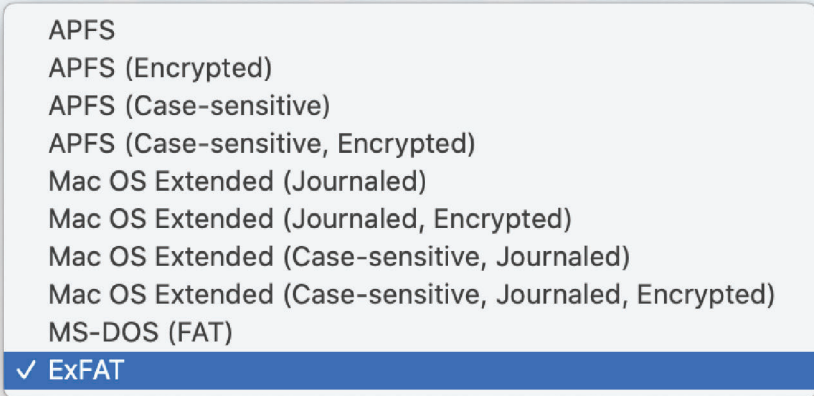 APFS
APFS (Encrypted)
APFS (Case-sensitive)
APFS (Case-sensitive, Encrypted)
Mac OS Extended (Journaled)
Mac OS Extended (Journaled, Encrypted)
Mac OS Extended (Case-sensitive, Journaled)
Mac OS Extended (Case-sensitive, Journaled, Encrypted)
MS-DOS (FAT)
✓ ExFAT